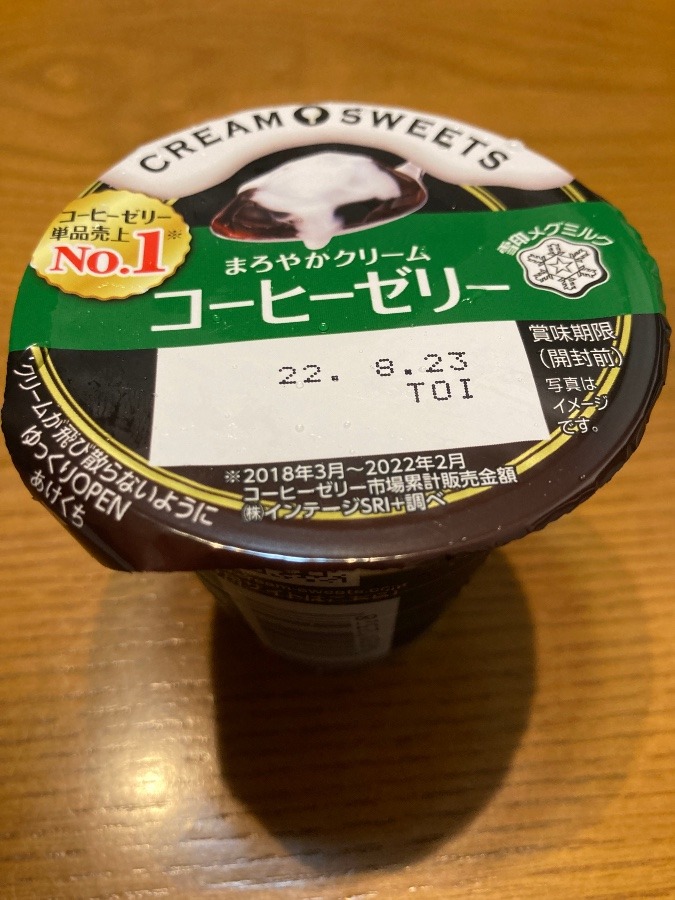 CREAM SWEETS
コーヒーゼリー
単品売上※
No.1
まろやかクリーム
コーヒーゼリー
雪印メグミルク
賞味期限
(開封前)
22. 8.23
TOI
写真は
イメージ
です。
クリームが飛び散らないように
ゆっくりOPEN
あけくち
※2018年3月〜2022年2月
コーヒーゼリー市場累計販売金額
㈱インテージSRI+調べ